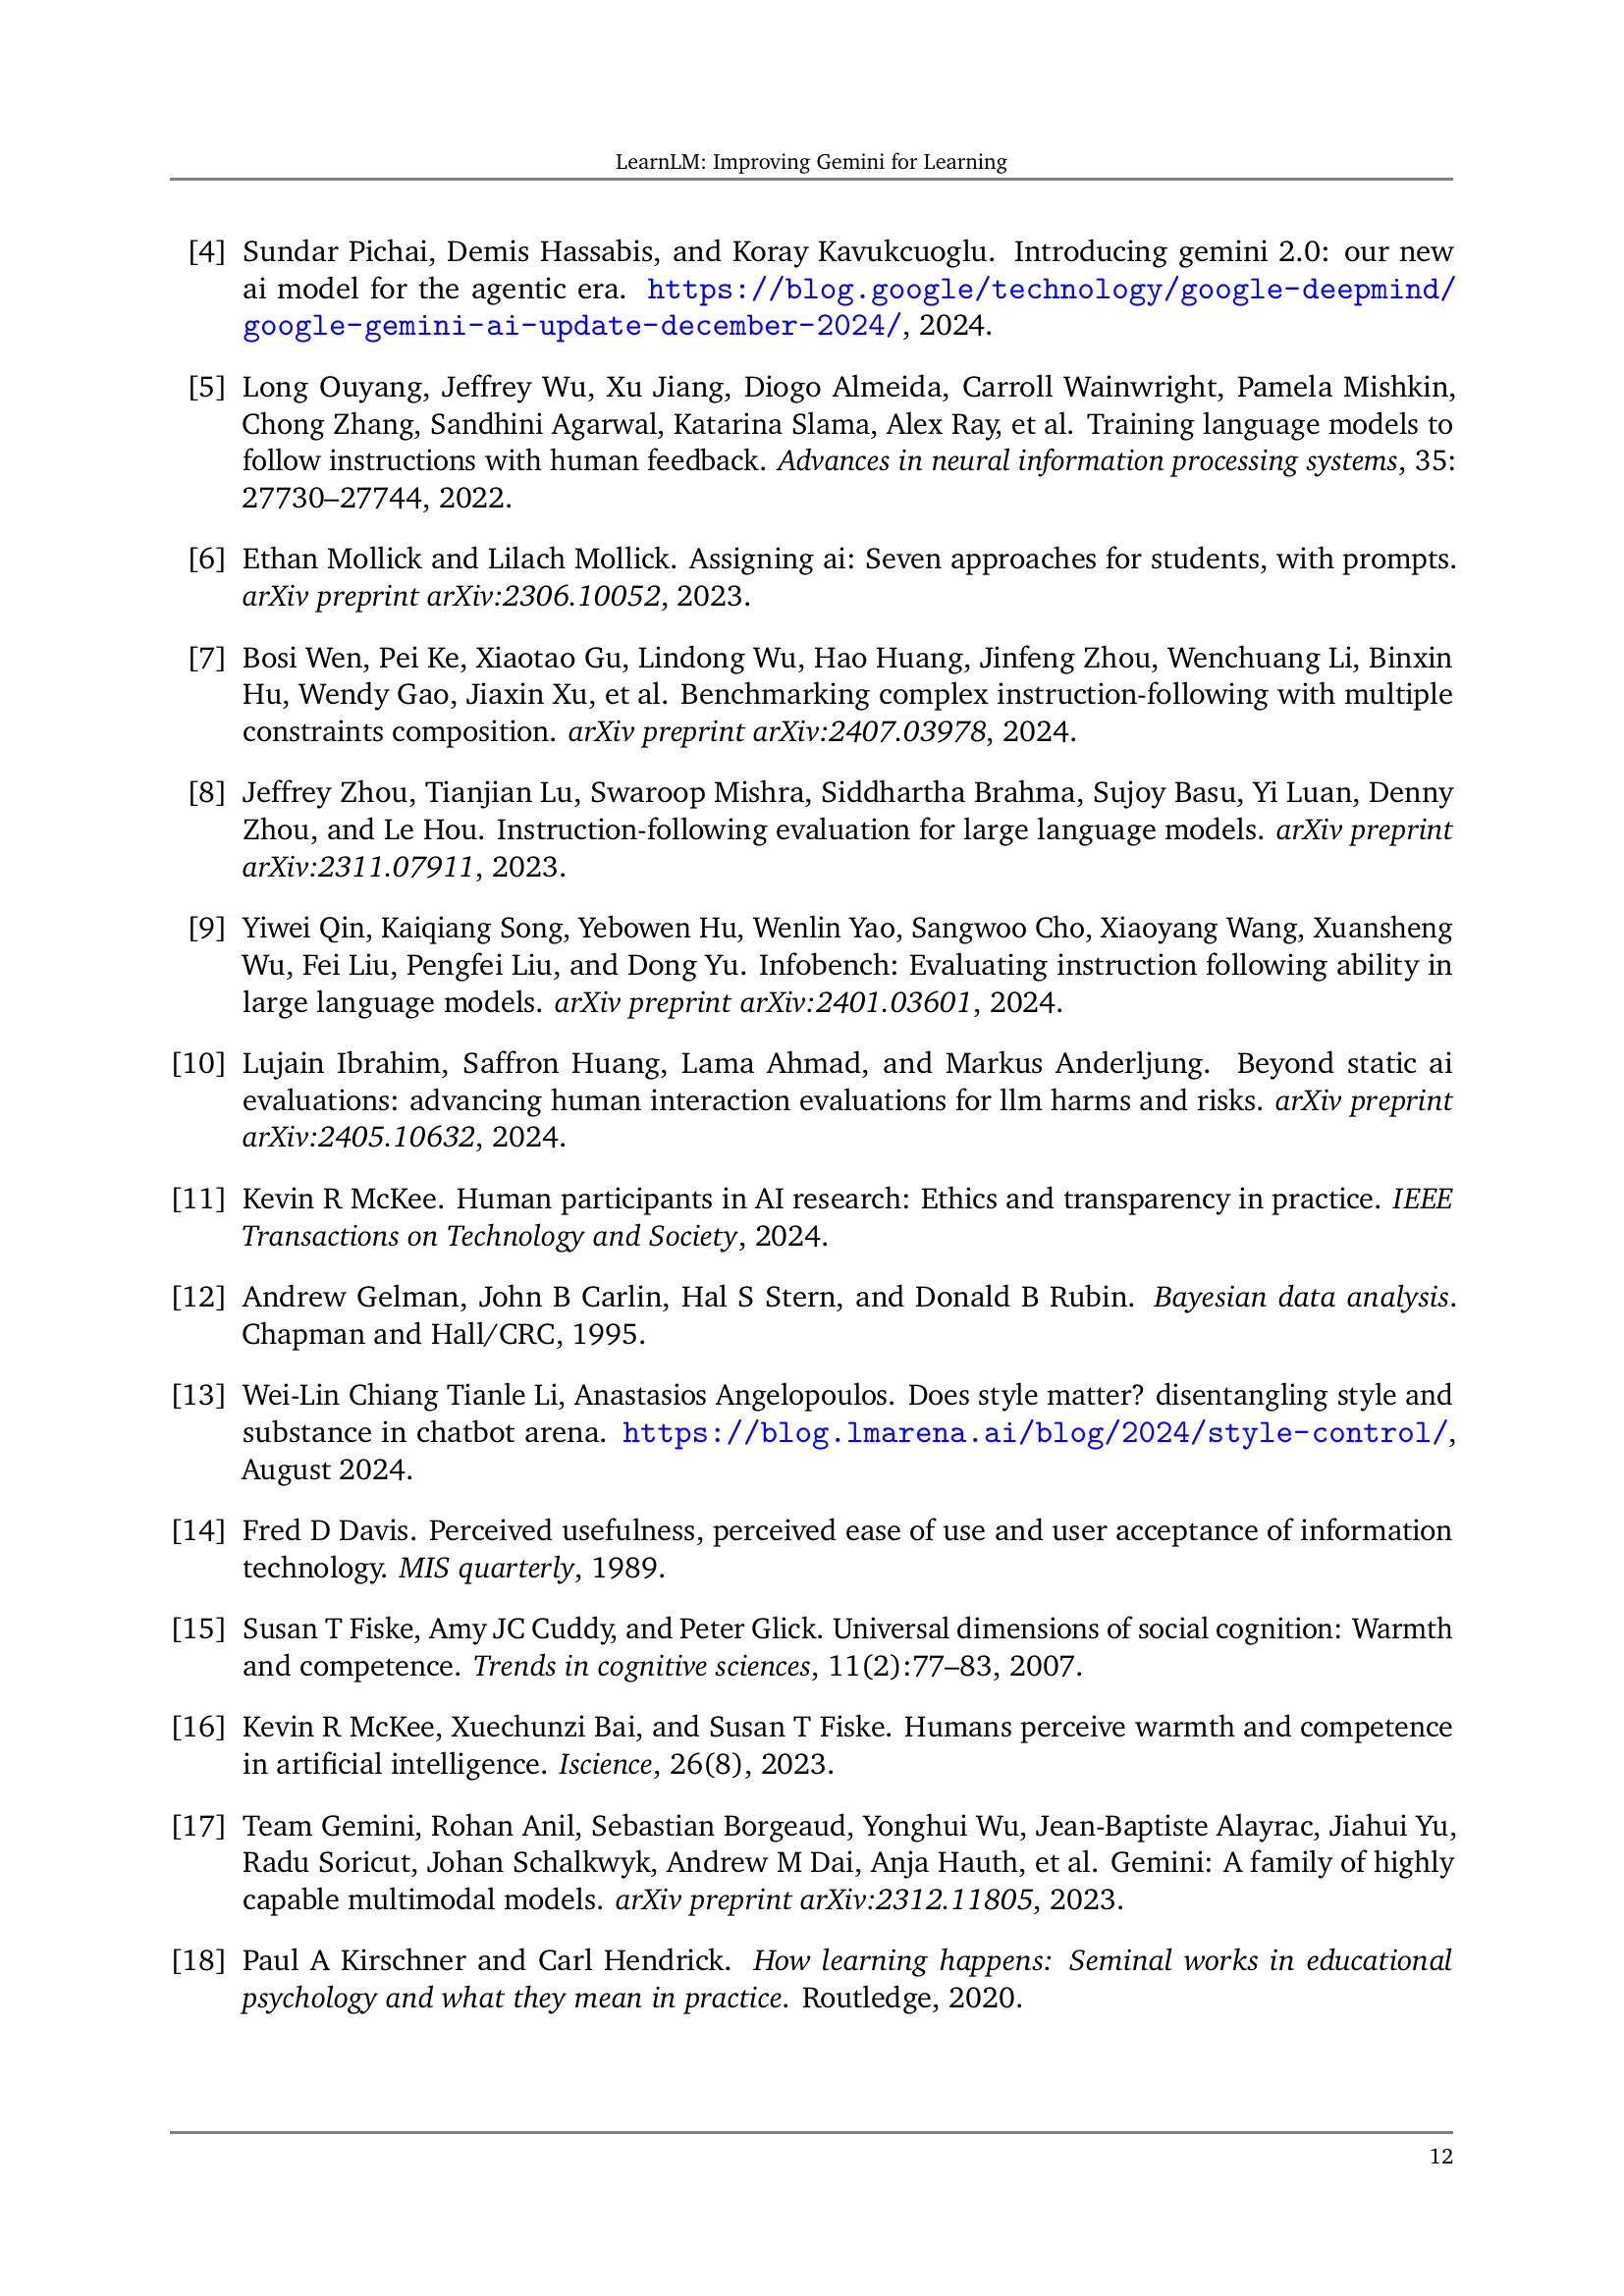 LearnLM: Improving Gemini for Learning
[4] Sundar Pichai, Demis Hassabis, and Koray Kavukcuoglu. Introducing gemini 2.0: our new
ai model for the agentic era. https://blog.google/technology/google-deepmind/
google-gemini-ai-update-december-2024/, 2024.
[5] Long Ouyang, Jeffrey Wu, Xu Jiang, Diogo Almeida, Carroll Wainwright, Pamela Mishkin,
Chong Zhang, Sandhini Agarwal, Katarina Slama, Alex Ray, et al. Training language models to
follow instructions with human feedback. Advances in neural information processing systems, 35:
27730–27744, 2022.
[6] Ethan Mollick and Lilach Mollick. Assigning ai: Seven approaches for students, with prompts.
arXiv preprint arXiv:2306.10052, 2023.
[7] Bosi Wen, Pei Ke, Xiaotao Gu, Lindong Wu, Hao Huang, Jinfeng Zhou, Wenchuang Li, Binxin
Hu, Wendy Gao, Jiaxin Xu, et al. Benchmarking complex instruction-following with multiple
constraints composition. arXiv preprint arXiv:2407.03978, 2024.
[8] Jeffrey Zhou, Tianjian Lu, Swaroop Mishra, Siddhartha Brahma, Sujoy Basu, Yi Luan, Denny
Zhou, and Le Hou. Instruction-following evaluation for large language models. arXiv preprint
arXiv:2311.07911, 2023.
[9] Yiwei Qin, Kaiqiang Song, Yebowen Hu, Wenlin Yao, Sangwoo Cho, Xiaoyang Wang, Xuansheng
Wu, Fei Liu, Pengfei Liu, and Dong Yu. Infobench: Evaluating instruction following ability in
large language models. arXiv preprint arXiv:2401.03601, 2024.
[10] Lujain Ibrahim, Saffron Huang, Lama Ahmad, and Markus Anderljung. Beyond static ai
evaluations: advancing human interaction evaluations for llm harms and risks. arXiv preprint
arXiv:2405.10632, 2024.
[11] Kevin R McKee. Human participants in AI research: Ethics and transparency in practice. IEEE
Transactions on Technology and Society, 2024.
[12] Andrew Gelman, John B Carlin, Hal S Stern, and Donald B Rubin. Bayesian data analysis.
Chapman and Hall/CRC, 1995.
[13] Wei-Lin Chiang Tianle Li, Anastasios Angelopoulos. Does style matter? disentangling style and
substance in chatbot arena. https://blog.lmarena.ai/blog/2024/style-control/,
August 2024.
[14] Fred D Davis. Perceived usefulness, perceived ease of use and user acceptance of information
technology. MIS quarterly, 1989.
[15] Susan T Fiske, Amy JC Cuddy, and Peter Glick. Universal dimensions of social cognition: Warmth
and competence. Trends in cognitive sciences, 11(2):77–83, 2007.
[16] Kevin R McKee, Xuechunzi Bai, and Susan T Fiske. Humans perceive warmth and competence
in artificial intelligence. Iscience, 26(8), 2023.
[17] Team Gemini, Rohan Anil, Sebastian Borgeaud, Yonghui Wu, Jean-Baptiste Alayrac, Jiahui Yu,
Radu Soricut, Johan Schalkwyk, Andrew M Dai, Anja Hauth, et al. Gemini: A family of highly
capable multimodal models. arXiv preprint arXiv:2312.11805, 2023.
[18] Paul A Kirschner and Carl Hendrick. How learning happens: Seminal works in educational
psychology and what they mean in practice. Routledge, 2020.
12